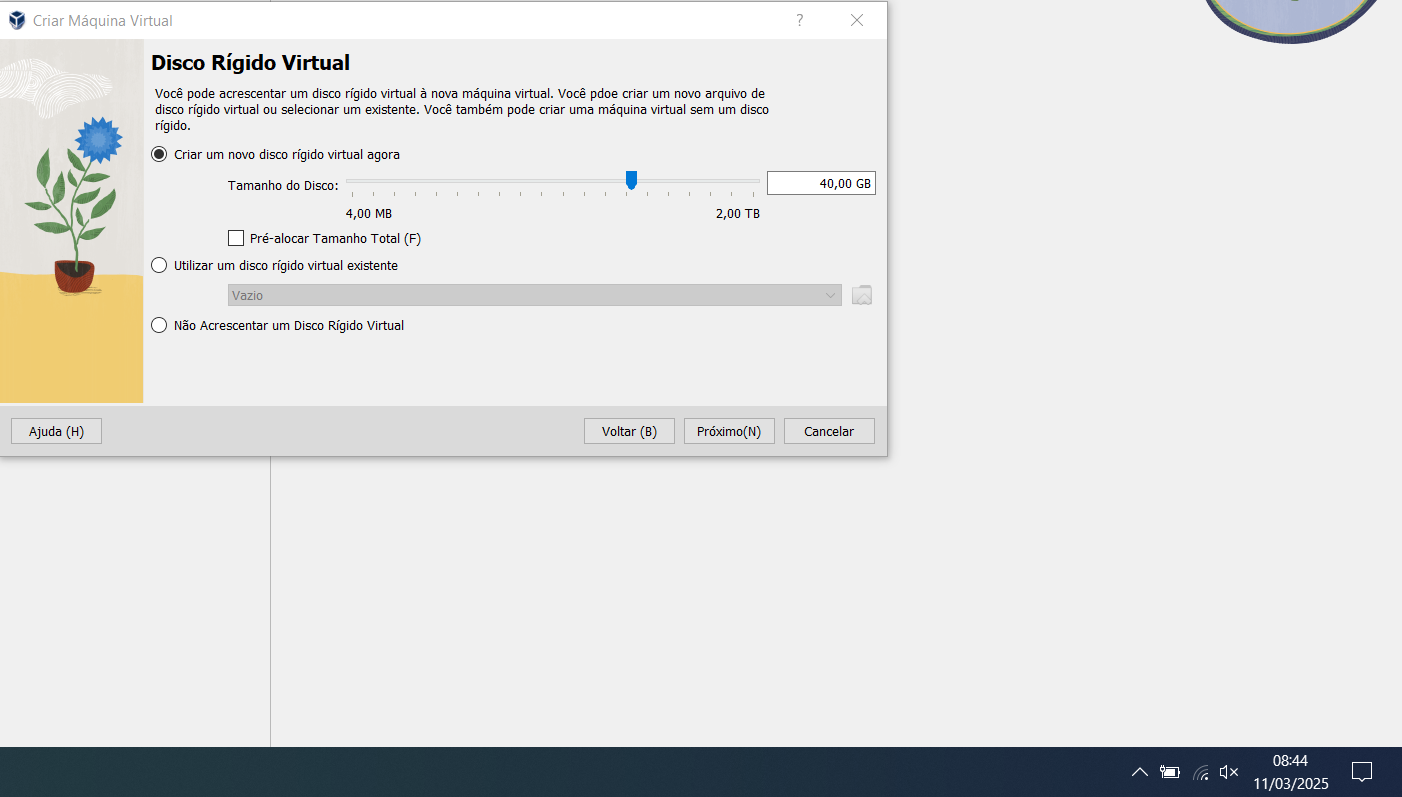 Criar Máquina Virtual
?
Disco Rígido Virtual
Você pode acrescentar um disco rígido virtual à nova máquina virtual. Você pdoe criar um novo arquivo de
disco rígido virtual ou selecionar um existente. Você também pode criar uma máquina virtual sem um disco
rígido.
Criar um novo disco rígido virtual agora
Tamanho do Disco:
40,00 GB
4,00 MB
2,00 TB
Pré-alocar Tamanho Total (F)
Utilizar um disco rígido virtual existente
Vazio
Não Acrescentar um Disco Rígido Virtual
Ajuda (H)
Voltar (B)
Próximo(N)
Cancelar
08:44
11/03/2025